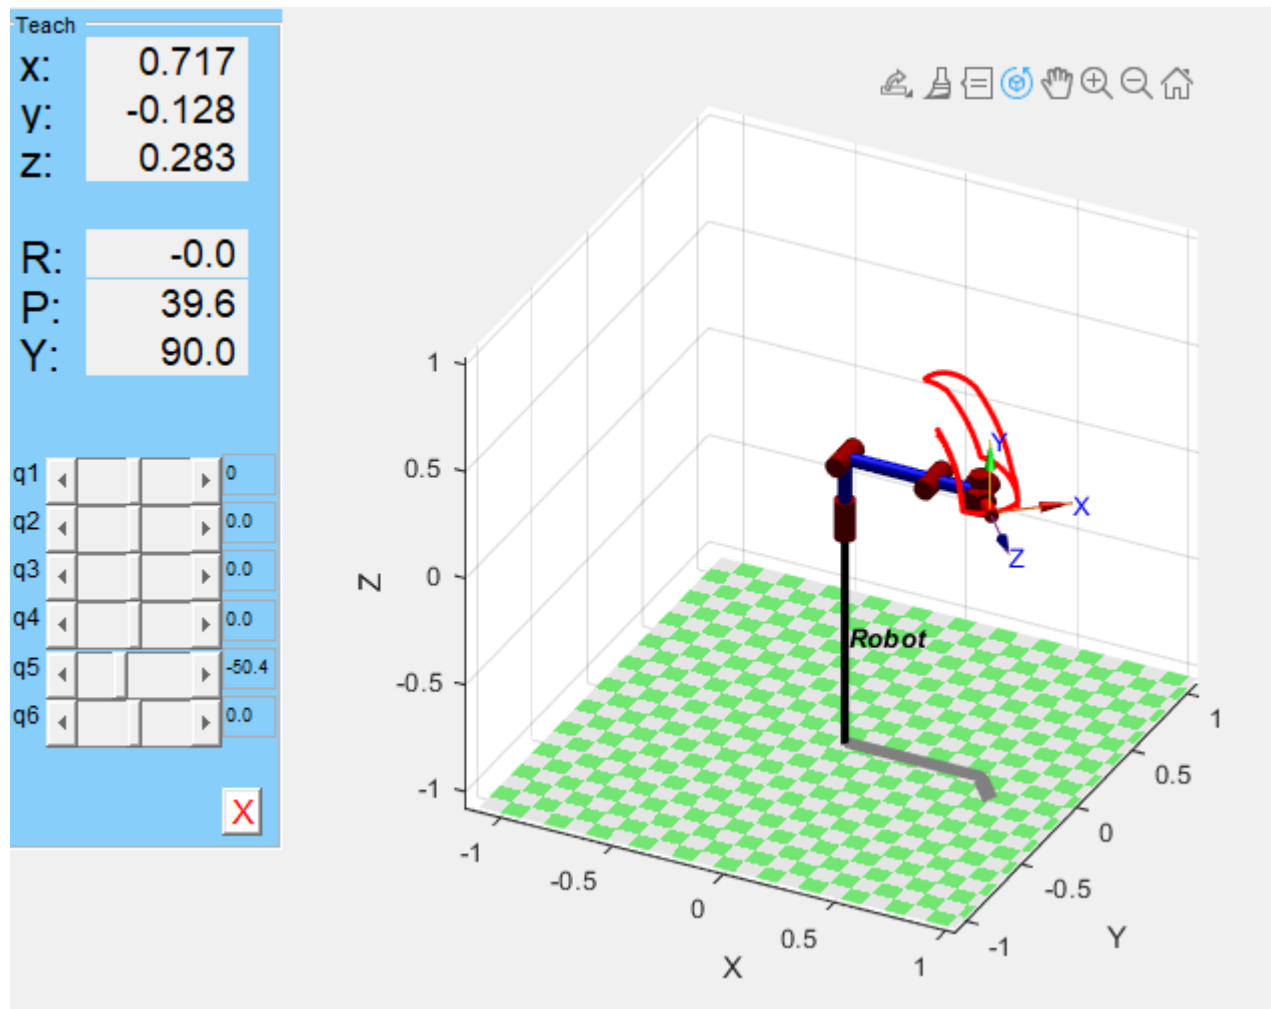 Teach
x: 0.717
y: -0.128
z: 0.283
R: -0.0
P: 39.6
Y: 90.0
q1 0
q2 0.0
q3 0.0
q4 0.0
q5 -50.4
q6 0.0
X
1
0.5
0
-0.5
-1
Z
Y
X
Z
Robot
-1
-0.5
0
0.5
1
X
-1
-0.5
0
0.5
1
Y